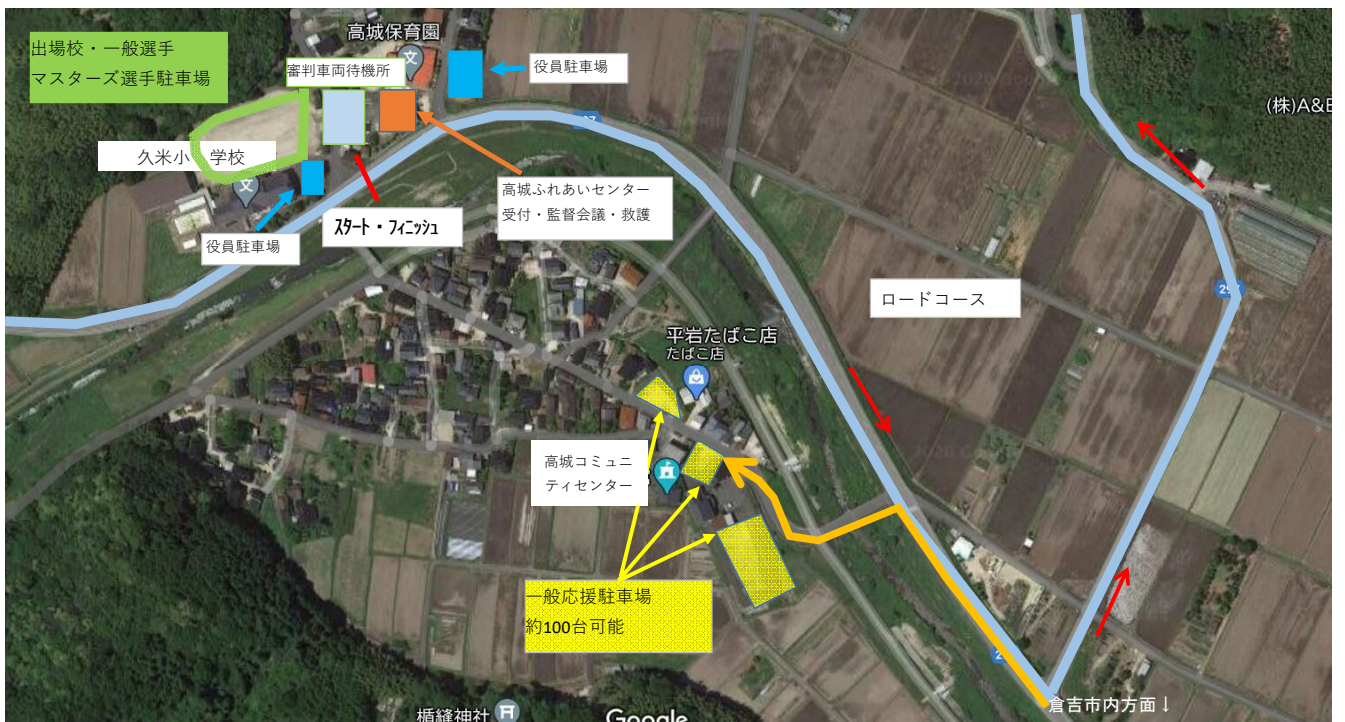 高城保育園
出場校・一般選手
マスターズ選手駐車場
審判車両待機所
役員駐車場
(株)A&E
久米小 学校
高城ふれあいセンター
受付・監督会議・救護
スタート・フィニッシュ
役員駐車場
ロードコース
平岩たばこ店
たばこ店
高城コミュニ
ティセンター
一般応援駐車場
約100台可能
倉吉市内方面↓
楯縫神社
Google